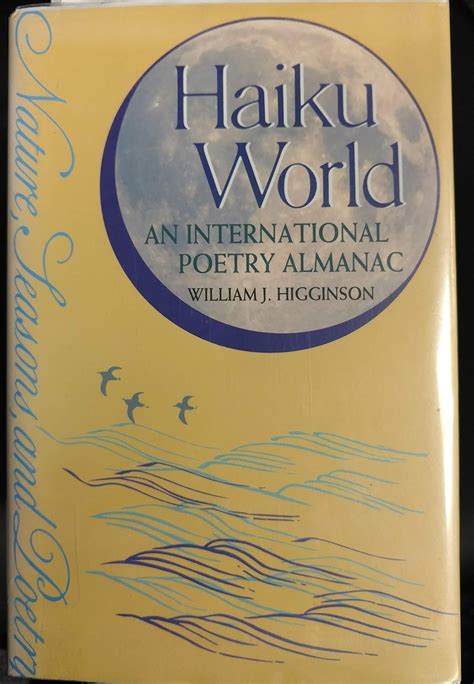 Haiku
World
AN INTERNATIONAL
POETRY ALMANAC
WILLIAM J. HIGGINSON
Nature, Seasons, and Poetry